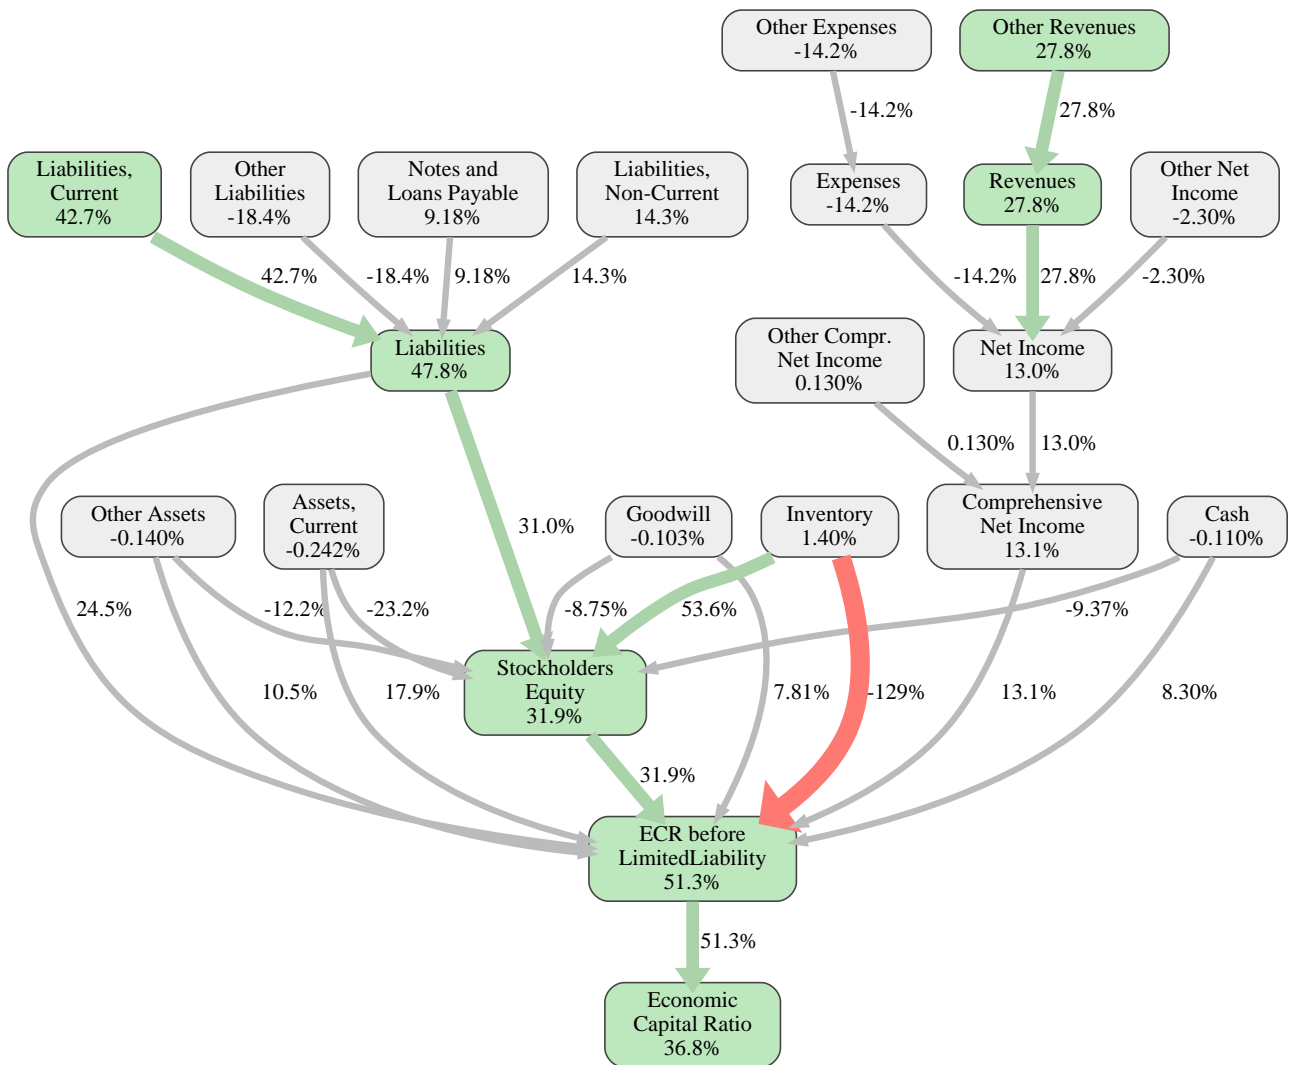 Other Expenses
-14.2%
Other Revenues
27.8%
-14.2%
27.8%
Liabilities,
Current
42.7%
Other
Liabilities
-18.4%
Notes and
Loans Payable
9.18%
Liabilities,
Non-Current
14.3%
Expenses
-14.2%
Revenues
27.8%
Other Net
Income
-2.30%
42.7%
-18.4%
9.18%
14.3%
-14.2%
27.8%
-2.30%
Liabilities
47.8%
Other Compr.
Net Income
0.130%
Net Income
13.0%
0.130%
13.0%
Other Assets
-0.140%
Assets,
Current
-0.242%
31.0%
Goodwill
-0.103%
Inventory
1.40%
Comprehensive
Net Income
13.1%
Cash
-0.110%
24.5%
-12.2%
-23.2%
-8.75%
53.6%
-9.37%
Stockholders
Equity
31.9%
10.5%
17.9%
7.81%
-129%
13.1%
8.30%
31.9%
ECR before
LimitedLiability
51.3%
51.3%
Economic
Capital Ratio
36.8%